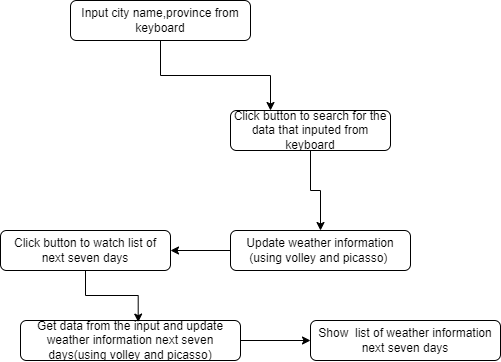 Input city name,province from
keyboard
Click button to search for the
data that inputed from
keyboard
Update weather information
(using volley and picasso)
Click button to watch list of
next seven days
Get data from the input and update
weather information next seven
days(using volley and picasso)
Show  list of weather information
next seven days